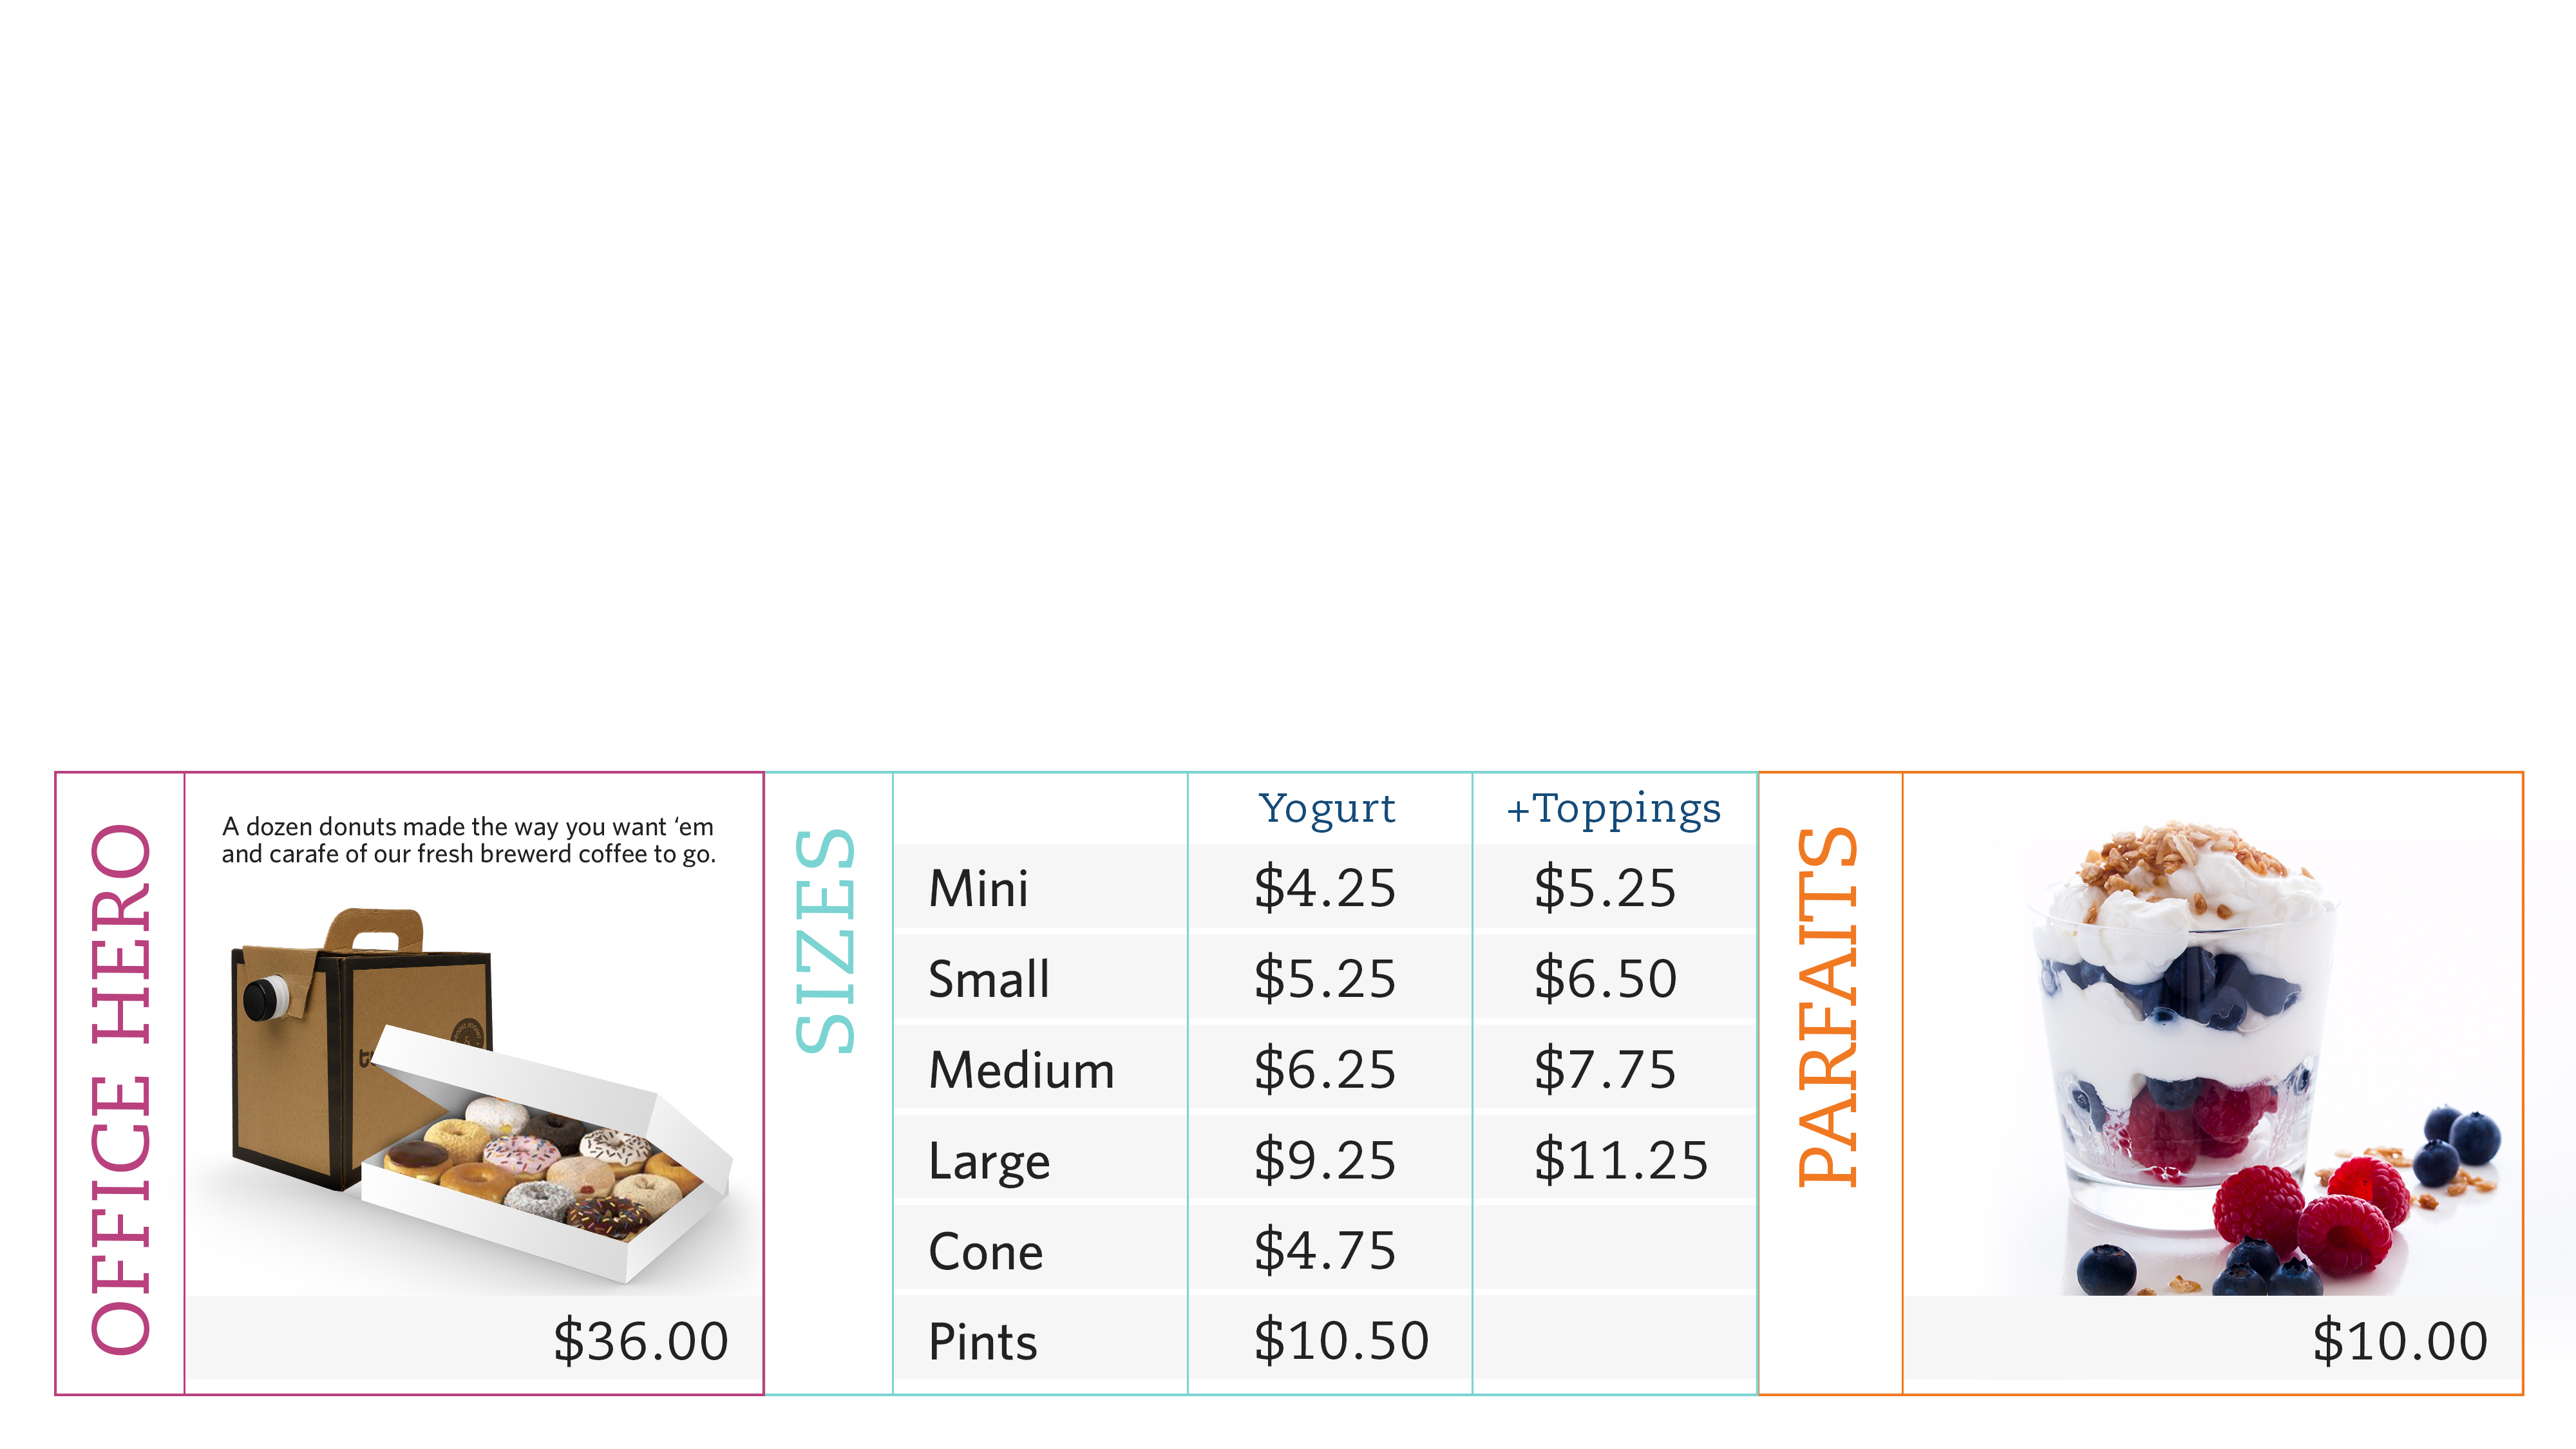 OFFICE HERO
A dozen donuts made the way you want ‘em
and carafe of our fresh brewerd coffee to go.
$36.00
SIZES
Yogurt +Toppings
Mini $4.25 $5.25
Small $5.25 $6.50
Medium $6.25 $7.75
Large $9.25 $11.25
Cone $4.75
Pints $10.50
PARFAITS
$10.00